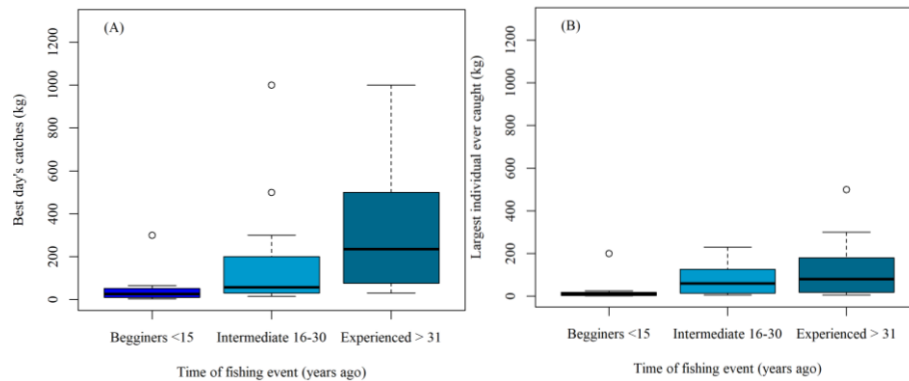 (A)
Best day's catches (kg)
1200
1000
800
600
400
200
0
Begginers <15 Intermediate 16-30 Experienced > 31
Time of fishing event (years ago)
(B)
Largest individual ever caught (kg)
1200
1000
800
600
400
200
0
Begginers <15 Intermediate 16-30 Experienced > 31
Time of fishing event (years ago)